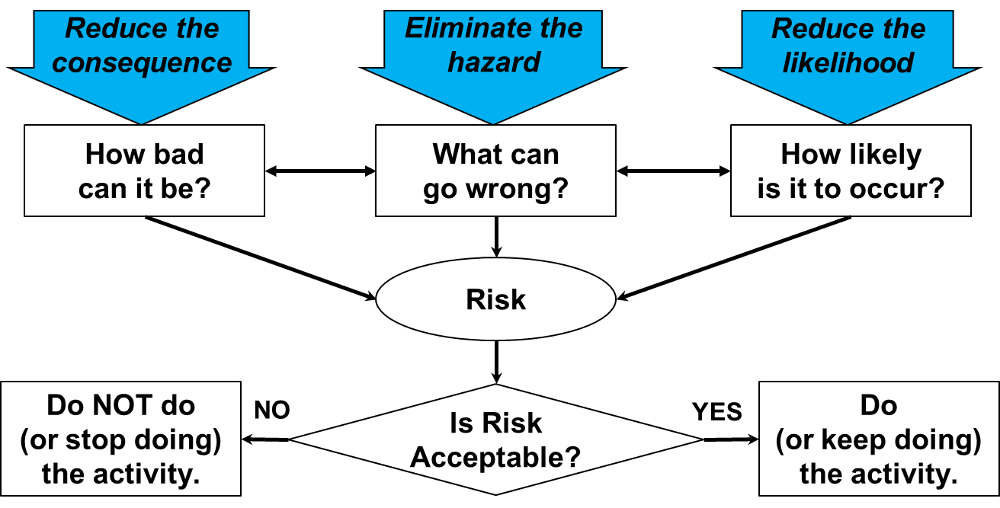 Reduce the
consequence
Eliminate the
hazard
Reduce the
likelihood
How bad
can it be?
What can
go wrong?
How likely
is it to occur?
Risk
Do NOT do
(or stop doing)
the activity.
NO
Is Risk
Acceptable?
YES
Do
(or keep doing)
the activity.